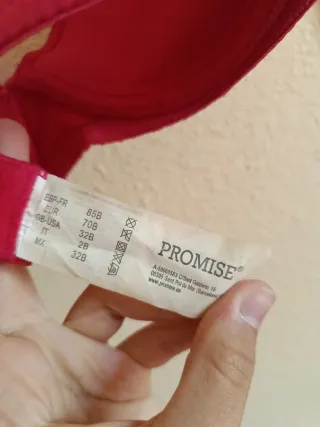 ESP-FR 85B
EUR 70B
GB-USA 32B
IT 2B
MX 32B
PROMISE®
www.promise.es